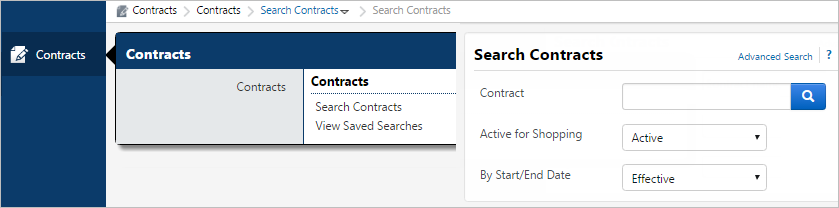 Contracts > Contracts > Search Contracts > Search Contracts
Contracts
Contracts
Contracts
Contracts
Search Contracts
View Saved Searches
Search Contracts
Advanced Search | ?
Contract
Active for Shopping Active
By Start/End Date Effective